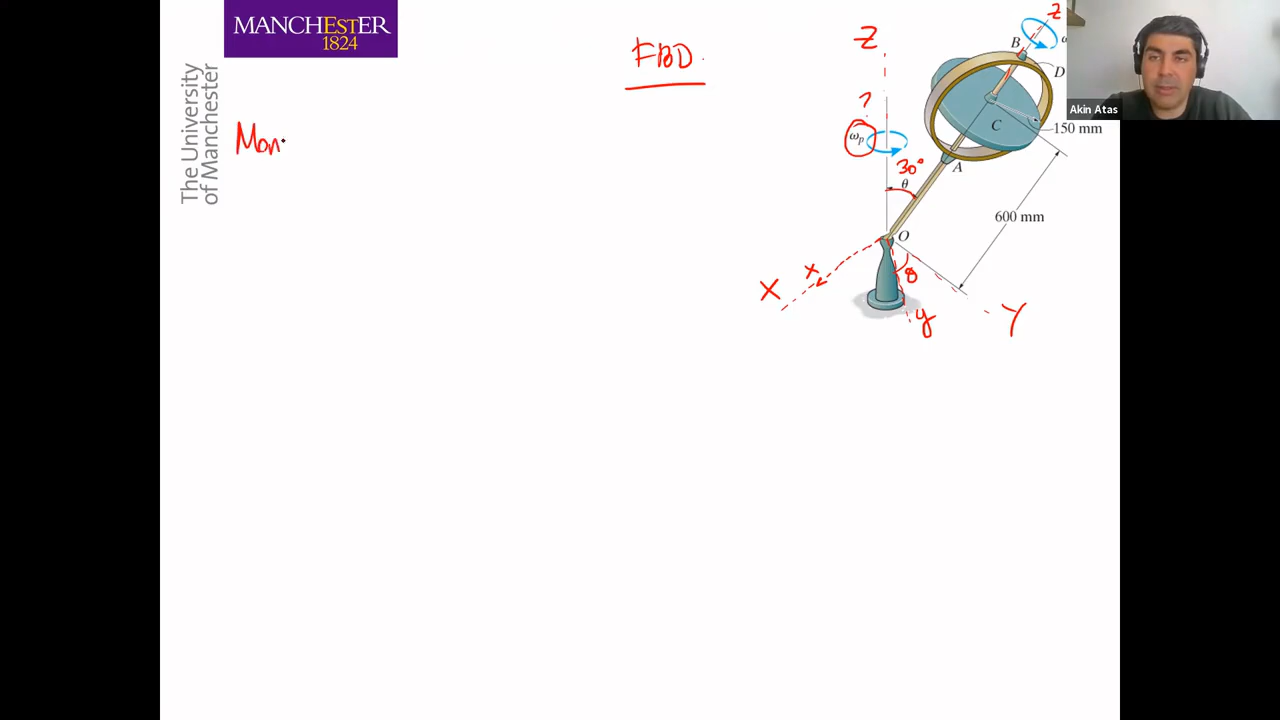 MANCHESTER
1824
The University
of Manchester
Mon
FBD.
Z
?
ωp
30°
θ
O
A
B
C
D
z
ω
Akin Atas
150 mm
600 mm
X
x
θ
y
Y